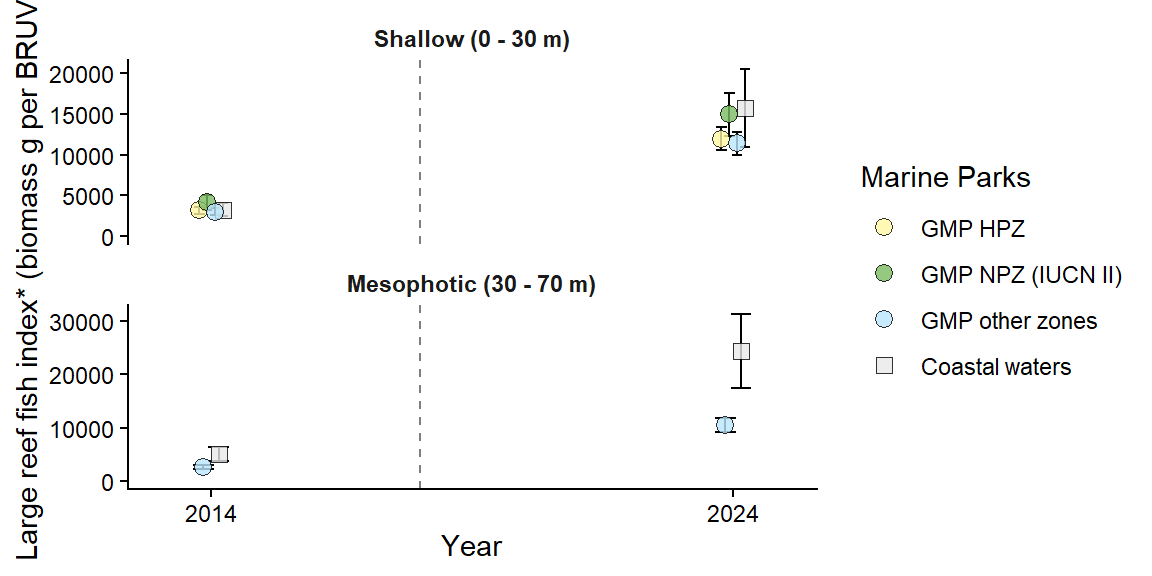 Large reef fish index* (biomass g per BRUV
Shallow (0 - 30 m)
20000
15000
10000
5000
0
Mesophotic (30 - 70 m)
30000
20000
10000
0
2014
2024
Year
Marine Parks
GMP HPZ
GMP NPZ (IUCN II)
GMP other zones
Coastal waters